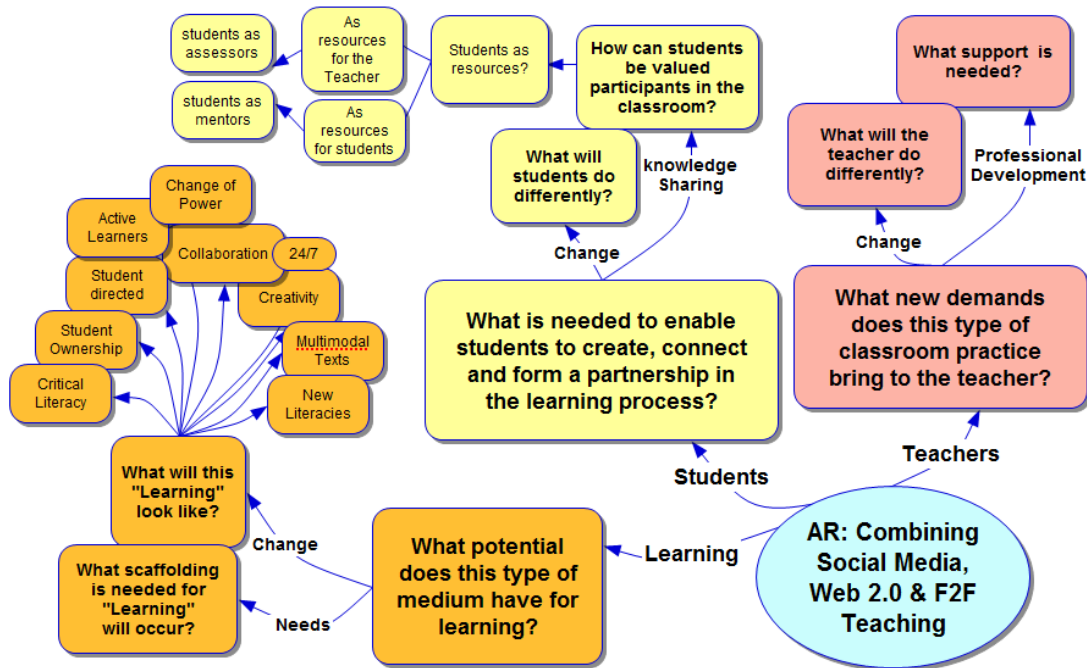 students as
assessors
As
resources
for the
Teacher
Students as
resources?
How can students
be valued
participants in the
classroom?
What support is
needed?
students as
mentors
As
resources
for students
What will
students do
differently?
knowledge
Sharing
What will the
teacher do
differently?
Professional
Development
Change
Change
Change of
Power
Active
Learners
Collaboration
24/7
Student
directed
Creativity
Student
Ownership
Multimodal
Texts
Critical
Literacy
New
Literacies
What is needed to enable
students to create, connect
and form a partnership in
the learning process?
What new demands
does this type of
classroom practice
bring to the teacher?
What will this
"Learning"
look like?
Students
Teachers
Change
What scaffolding
is needed for
"Learning"
will occur?
Needs
What potential
does this type of
medium have for
learning?
Learning
AR: Combining
Social Media,
Web 2.0 & F2F
Teaching